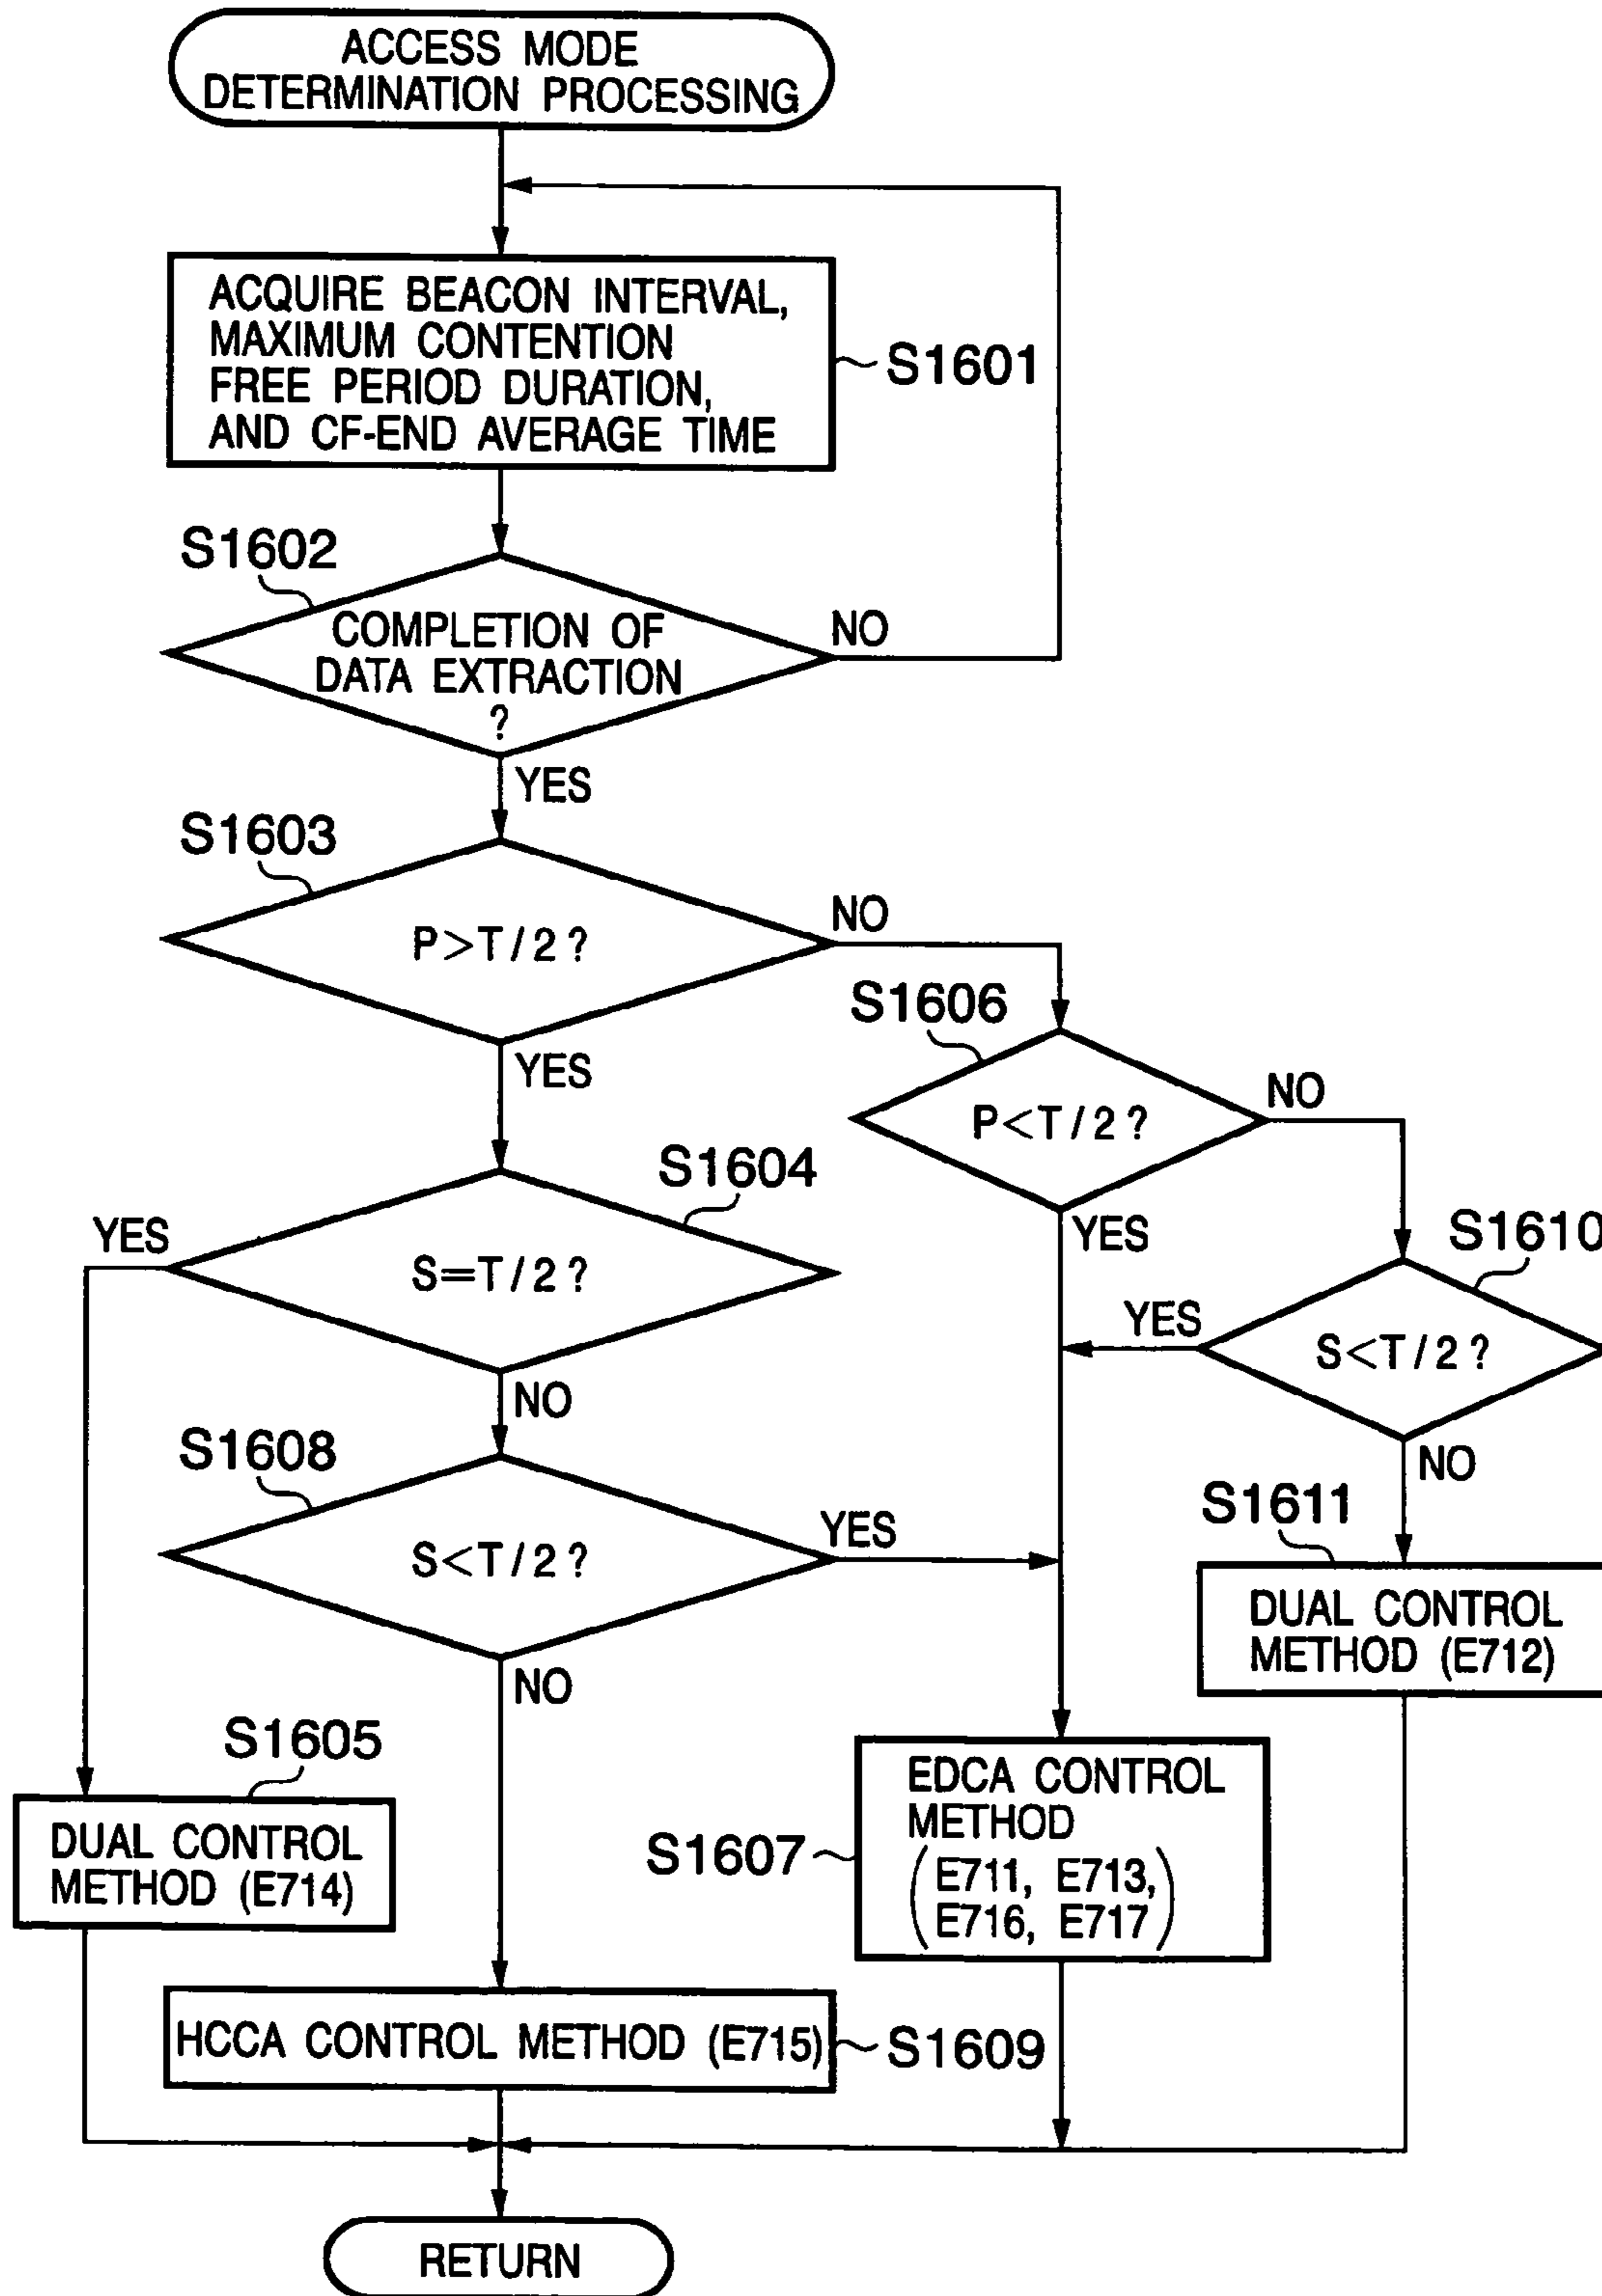 ACCESS MODE
DETERMINATION PROCESSING
ACQUIRE BEACON INTERVAL,
MAXIMUM CONTENTION
FREE PERIOD DURATION,
AND CF-END AVERAGE TIME
S1601
S1602
COMPLETION OF
DATA EXTRACTION
?
NO
YES
S1603
P>T/2?
NO
YES
S1606
P<T/2?
NO
YES
S1604
S=T/2?
YES
NO
S1610
S<T/2?
YES
NO
S1608
S<T/2?
YES
NO
S1611
DUAL CONTROL
METHOD (E712)
S1605
DUAL CONTROL
METHOD (E714)
S1607
EDCA CONTROL
METHOD
(E711, E713,
E716, E717)
HCCA CONTROL METHOD (E715)
S1609
RETURN